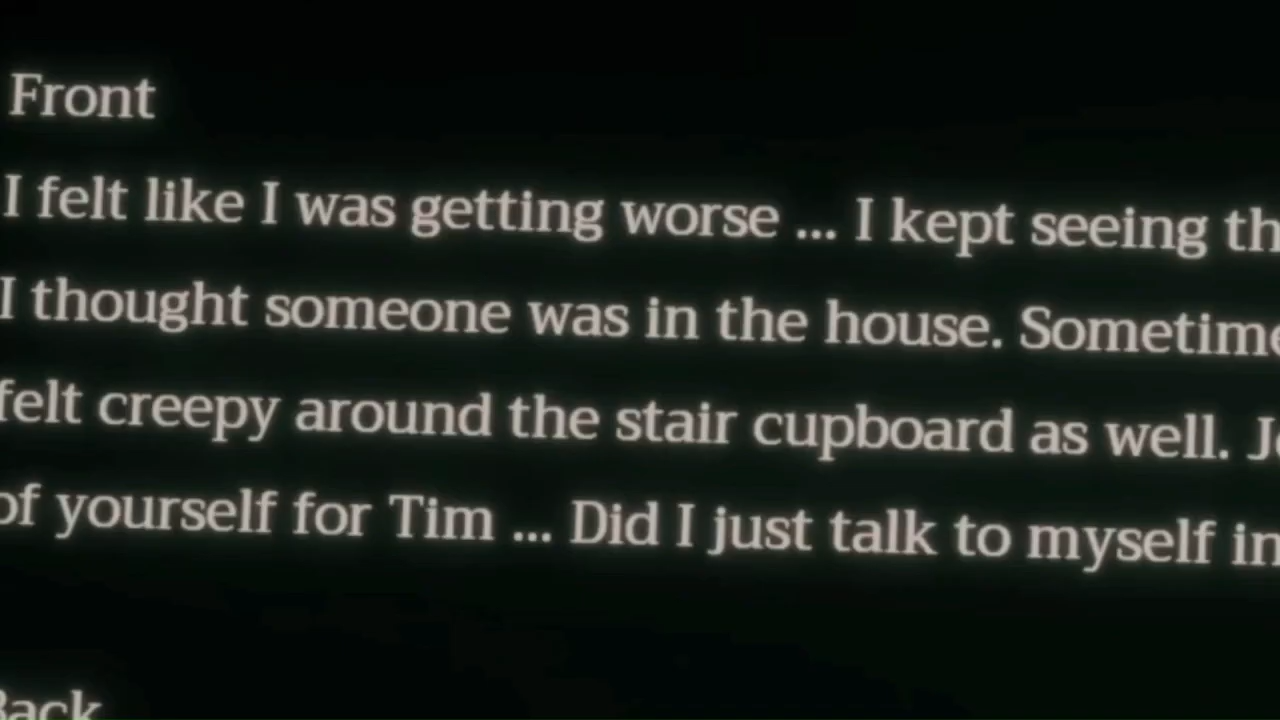 Front
I felt like I was getting worse ... I kept seeing
I thought someone was in the house.
felt creepy around the stair cupboard as well.
of yourself for Tim ... Did I just talk to myself in
Back